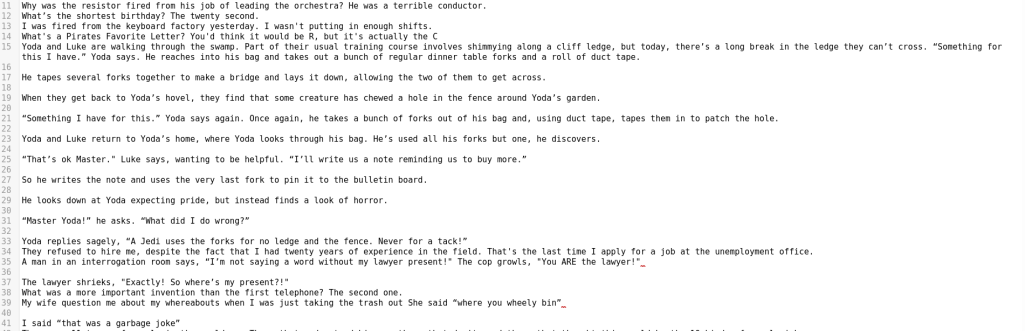 11 Why was the resistor fired from his job of leading the orchestra? He was a terrible conductor.
12 What's the shortest birthday? The twenty second.
13 I was fired from the keyboard factory yesterday. I wasn't putting in enough shifts.
14 What's a Pirates Favorite Letter? You'd think it would be R, but it's actually the C
15 Yoda and Luke are walking through the swamp. Part of their usual training course involves shimmying along a cliff ledge, but today, there’s a long break in the ledge they can’t cross. “Something for
this I have.” Yoda says. He reaches into his bag and takes out a bunch of regular dinner table forks and a roll of duct tape.
16
17 He tapes several forks together to make a bridge and lays it down, allowing the two of them to get across.
18
19 When they get back to Yoda’s hovel, they find that some creature has chewed a hole in the fence around Yoda’s garden.
20
21 “Something I have for this.” Yoda says again. Once again, he takes a bunch of forks out of his bag and, using duct tape, tapes them in to patch the hole.
22
23 Yoda and Luke return to Yoda’s home, where Yoda looks through his bag. He’s used all his forks but one, he discovers.
24
25 “That’s ok Master." Luke says, wanting to be helpful. “I’ll write us a note reminding us to buy more.”
26
27 So he writes the note and uses the very last fork to pin it to the bulletin board.
28
29 He looks down at Yoda expecting pride, but instead finds a look of horror.
30
31 “Master Yoda!” he asks. “What did I do wrong?”
32
33 Yoda replies sagely, “A Jedi uses the forks for no ledge and the fence. Never for a tack!”
34 They refused to hire me, despite the fact that I had twenty years of experience in the field. That's the last time I apply for a job at the unemployment office.
35 A man in an interrogation room says, “I’m not saying a word without my lawyer present!" The cop growls, "You ARE the lawyer!"
36
37 The lawyer shrieks, "Exactly! So where’s my present?!"
38 What was a more important invention than the first telephone? The second one.
39 My wife question me about my whereabouts when I was just taking the trash out She said “where you wheely bin”
40
41 I said “that was a garbage joke”